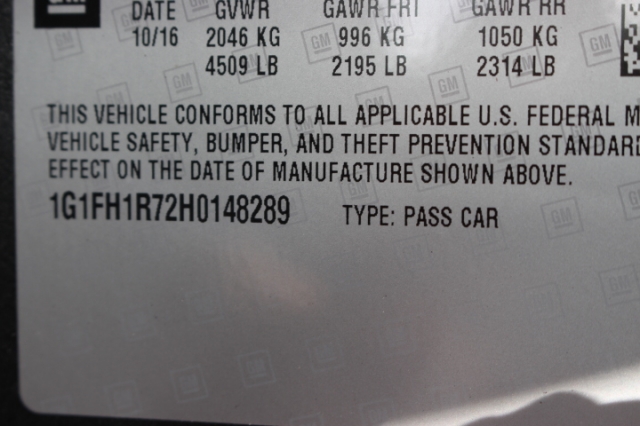 GM
DATE GVWR GAWR FRT GAWR RR
10/16 2046 KG 996 KG 1050 KG
4509 LB 2195 LB 2314 LB
THIS VEHICLE CONFORMS TO ALL APPLICABLE U.S. FEDERAL M
VEHICLE SAFETY, BUMPER, AND THEFT PREVENTION STANDARD
EFFECT ON THE DATE OF MANUFACTURE SHOWN ABOVE.
1G1FH1R72H0148289 TYPE: PASS CAR